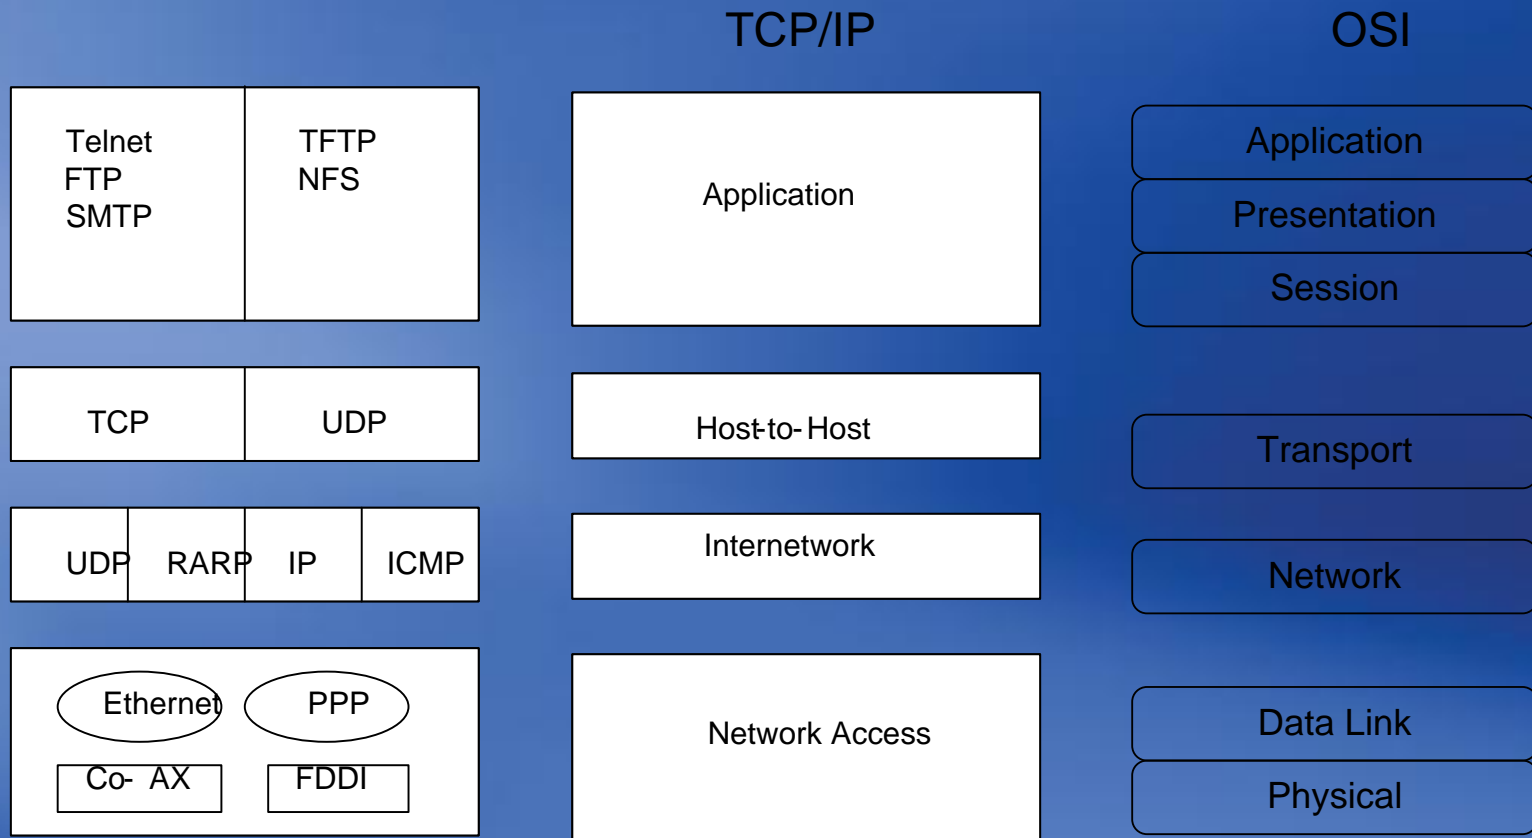 TCP/IP
OSI
Telnet
FTP
SMTP
TFTP
NFS
Application
Application
Presentation
Session
TCP
UDP
Host-to-Host
Transport
UDP
RARP
IP
ICMP
Internetwork
Network
Ethernet
PPP
Co- AX
FDDI
Network Access
Data Link
Physical